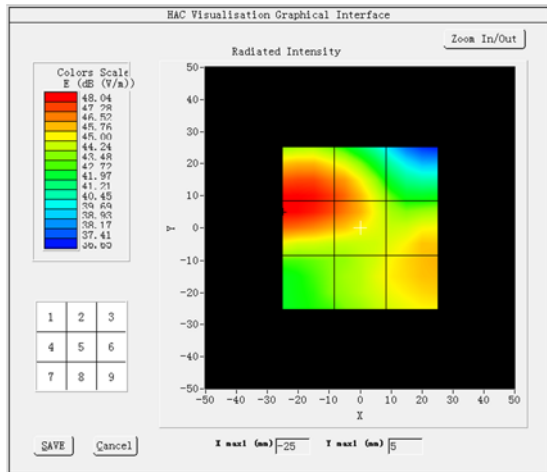 HAC Visualisation Graphical Interface
Zoom In/Out
Radiated Intensity
Colors Scale
E (dB (V/m))
48.04
47.28
46.52
45.76
45.00
44.24
43.48
42.72
41.97
41.21
40.45
39.69
38.93
38.17
37.41
36.65
50
40
30
20
10
Y
0
-10
-20
-30
-40
-50
-50 -40 -30 -20 -10 0 10 20 30 40 50
X
1 2 3
4 5 6
7 8 9
SAVE
Cancel
X max1 (mm) -25
Y max1 (mm) 5